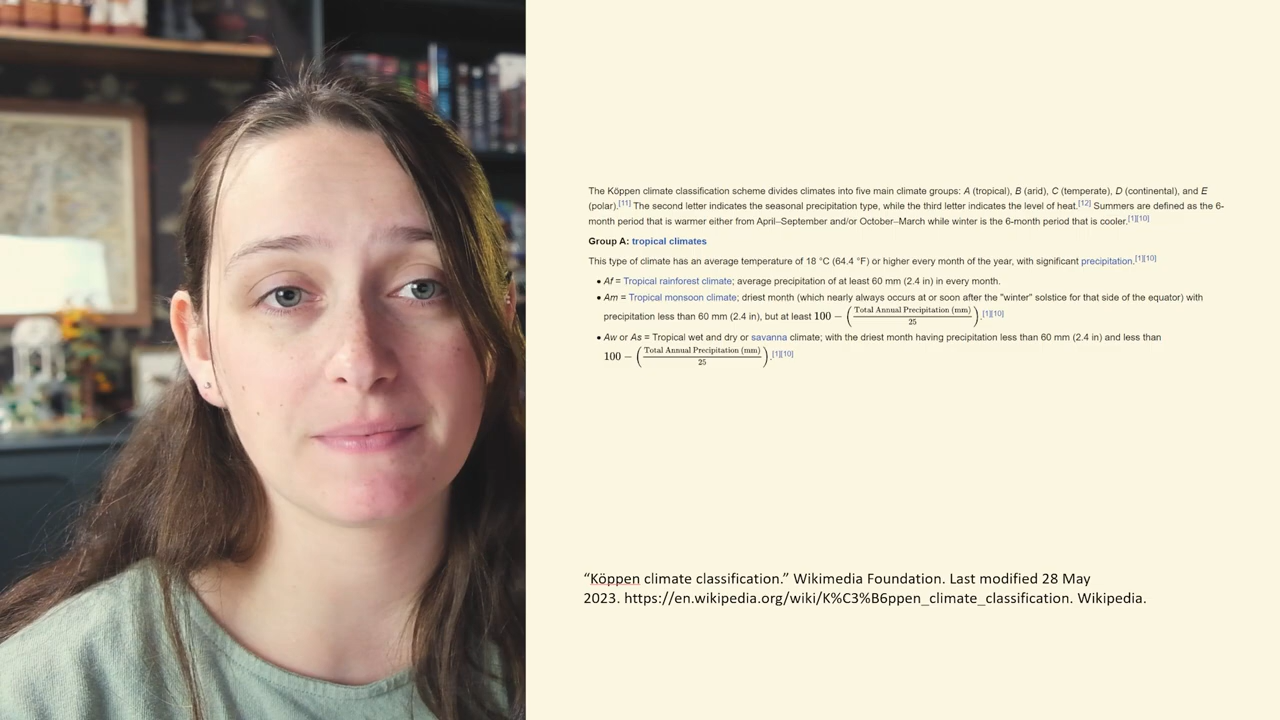 The Köppen climate classification scheme divides climates into five main climate groups: A (tropical), B (arid), C (temperate), D (continental), and E
(polar).[11] The second letter indicates the seasonal precipitation type, while the third letter indicates the level of heat.[12] Summers are defined as the 6-
month period that is warmer either from April–September and/or October–March while winter is the 6-month period that is cooler.[1][10]
Group A: tropical climates
This type of climate has an average temperature of 18 °C (64.4 °F) or higher every month of the year, with significant precipitation.[1][10]
• Af = Tropical rainforest climate; average precipitation of at least 60 mm (2.4 in) in every month.
• Am = Tropical monsoon climate; driest month (which nearly always occurs at or soon after the "winter" solstice for that side of the equator) with
precipitation less than 60 mm (2.4 in), but at least 100 − (Total Annual Precipitation (mm)/25).[1][10]
• Aw or As = Tropical wet and dry or savanna climate; with the driest month having precipitation less than 60 mm (2.4 in) and less than
100 − (Total Annual Precipitation (mm)/25).[1][10]
“Köppen climate classification.” Wikimedia Foundation. Last modified 28 May
2023. https://en.wikipedia.org/wiki/K%C3%B6ppen_climate_classification. Wikipedia.